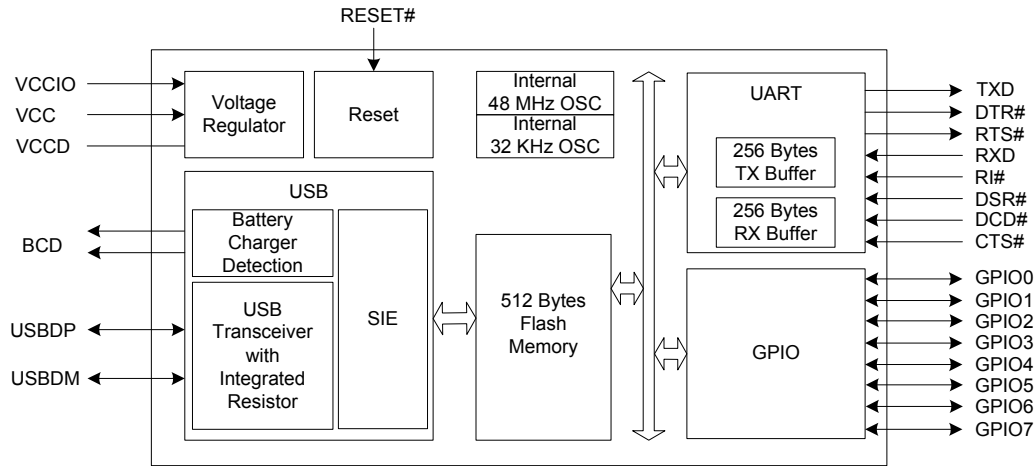 RESET#
VCCIO
VCC
VCCD
Voltage
Regulator
Reset
Internal
48 MHz OSC
Internal
32 KHz OSC
UART
256 Bytes
TX Buffer
256 Bytes
RX Buffer
TXD
DTR#
RTS#
RXD
RI#
DSR#
DCD#
CTS#
USB
Battery
Charger
Detection
BCD
USBDP
USBDM
USB
Transceiver
with
Integrated
Resistor
SIE
512 Bytes
Flash
Memory
GPIO
GPIO0
GPIO1
GPIO2
GPIO3
GPIO4
GPIO5
GPIO6
GPIO7